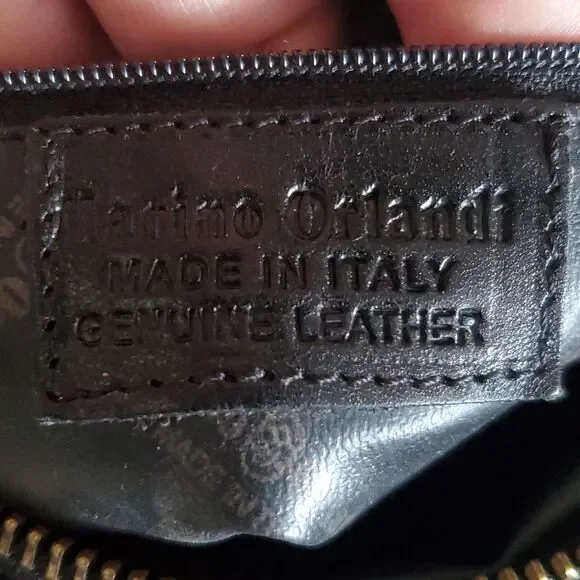 Marino Orlandi
MADE IN ITALY
GENUINE LEATHER